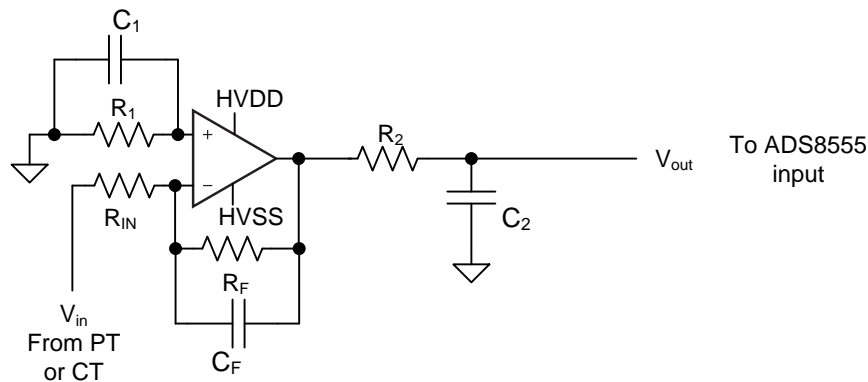 C1
HVDD
R1
+
R2
Vout
To ADS8555
input
−
RIN
HVSS
C2
RF
Vin
From PT
or CT
CF